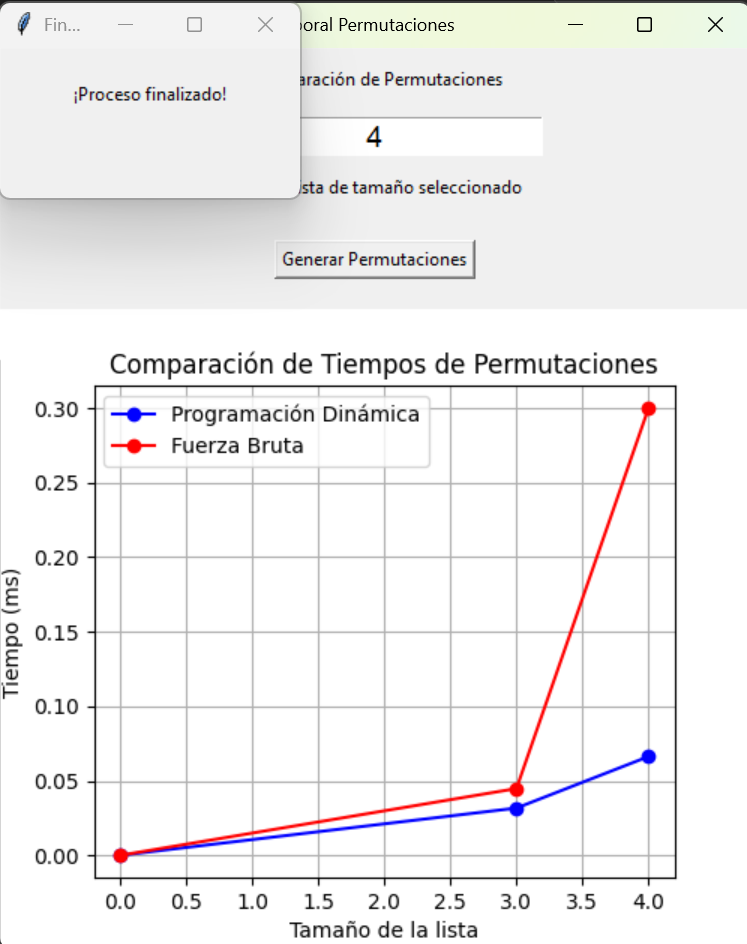 Fin...
oral Permutaciones
¡Proceso finalizado!
aración de Permutaciones
4
sta de tamaño seleccionado
Generar Permutaciones
Comparación de Tiempos de Permutaciones
Programación Dinámica
Fuerza Bruta
0.30
0.25
0.20
0.15
0.10
0.05
0.00
Tiempo (ms)
0.0 0.5 1.0 1.5 2.0 2.5 3.0 3.5 4.0
Tamaño de la lista